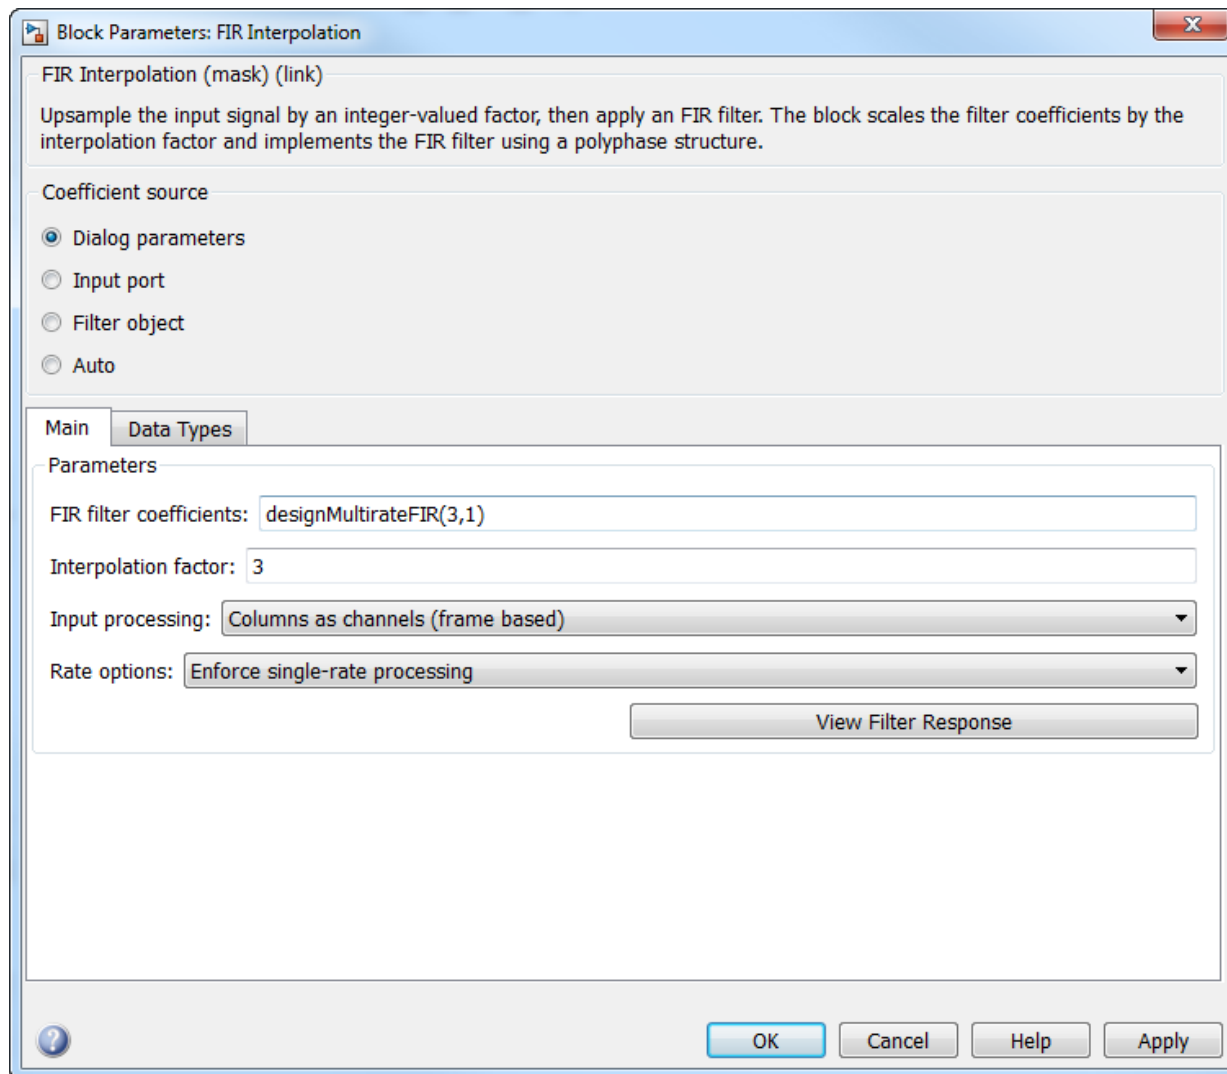 Block Parameters: FIR Interpolation
X
FIR Interpolation (mask) (link)
Upsample the input signal by an integer-valued factor, then apply an FIR filter. The block scales the filter coefficients by the
interpolation factor and implements the FIR filter using a polyphase structure.
Coefficient source
Dialog parameters
Input port
Filter object
Auto
Main Data Types
Parameters
FIR filter coefficients: designMultirateFIR(3,1)
Interpolation factor: 3
Input processing: Columns as channels (frame based)
Rate options: Enforce single-rate processing
View Filter Response
? OK Cancel Help Apply